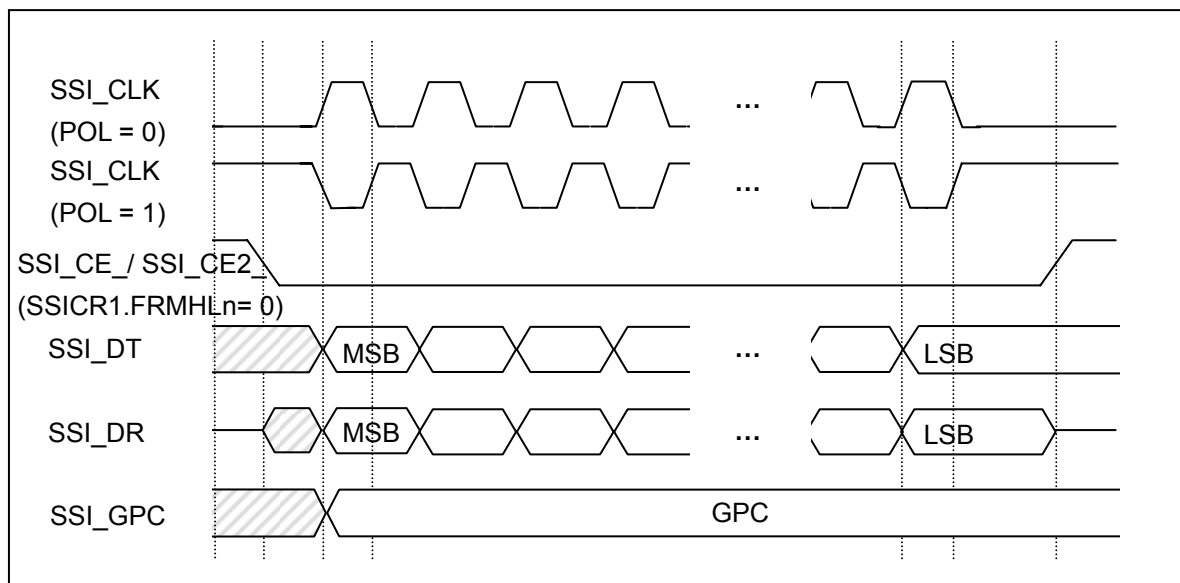 SSI_CLK
(POL = 0)
...
SSI_CLK
(POL = 1)
...
SSI_CE_/ SSI_CE2_
(SSICR1.FRMHLn= 0)
SSI_DT
MSB
...
LSB
SSI_DR
MSB
...
LSB
SSI_GPC
GPC